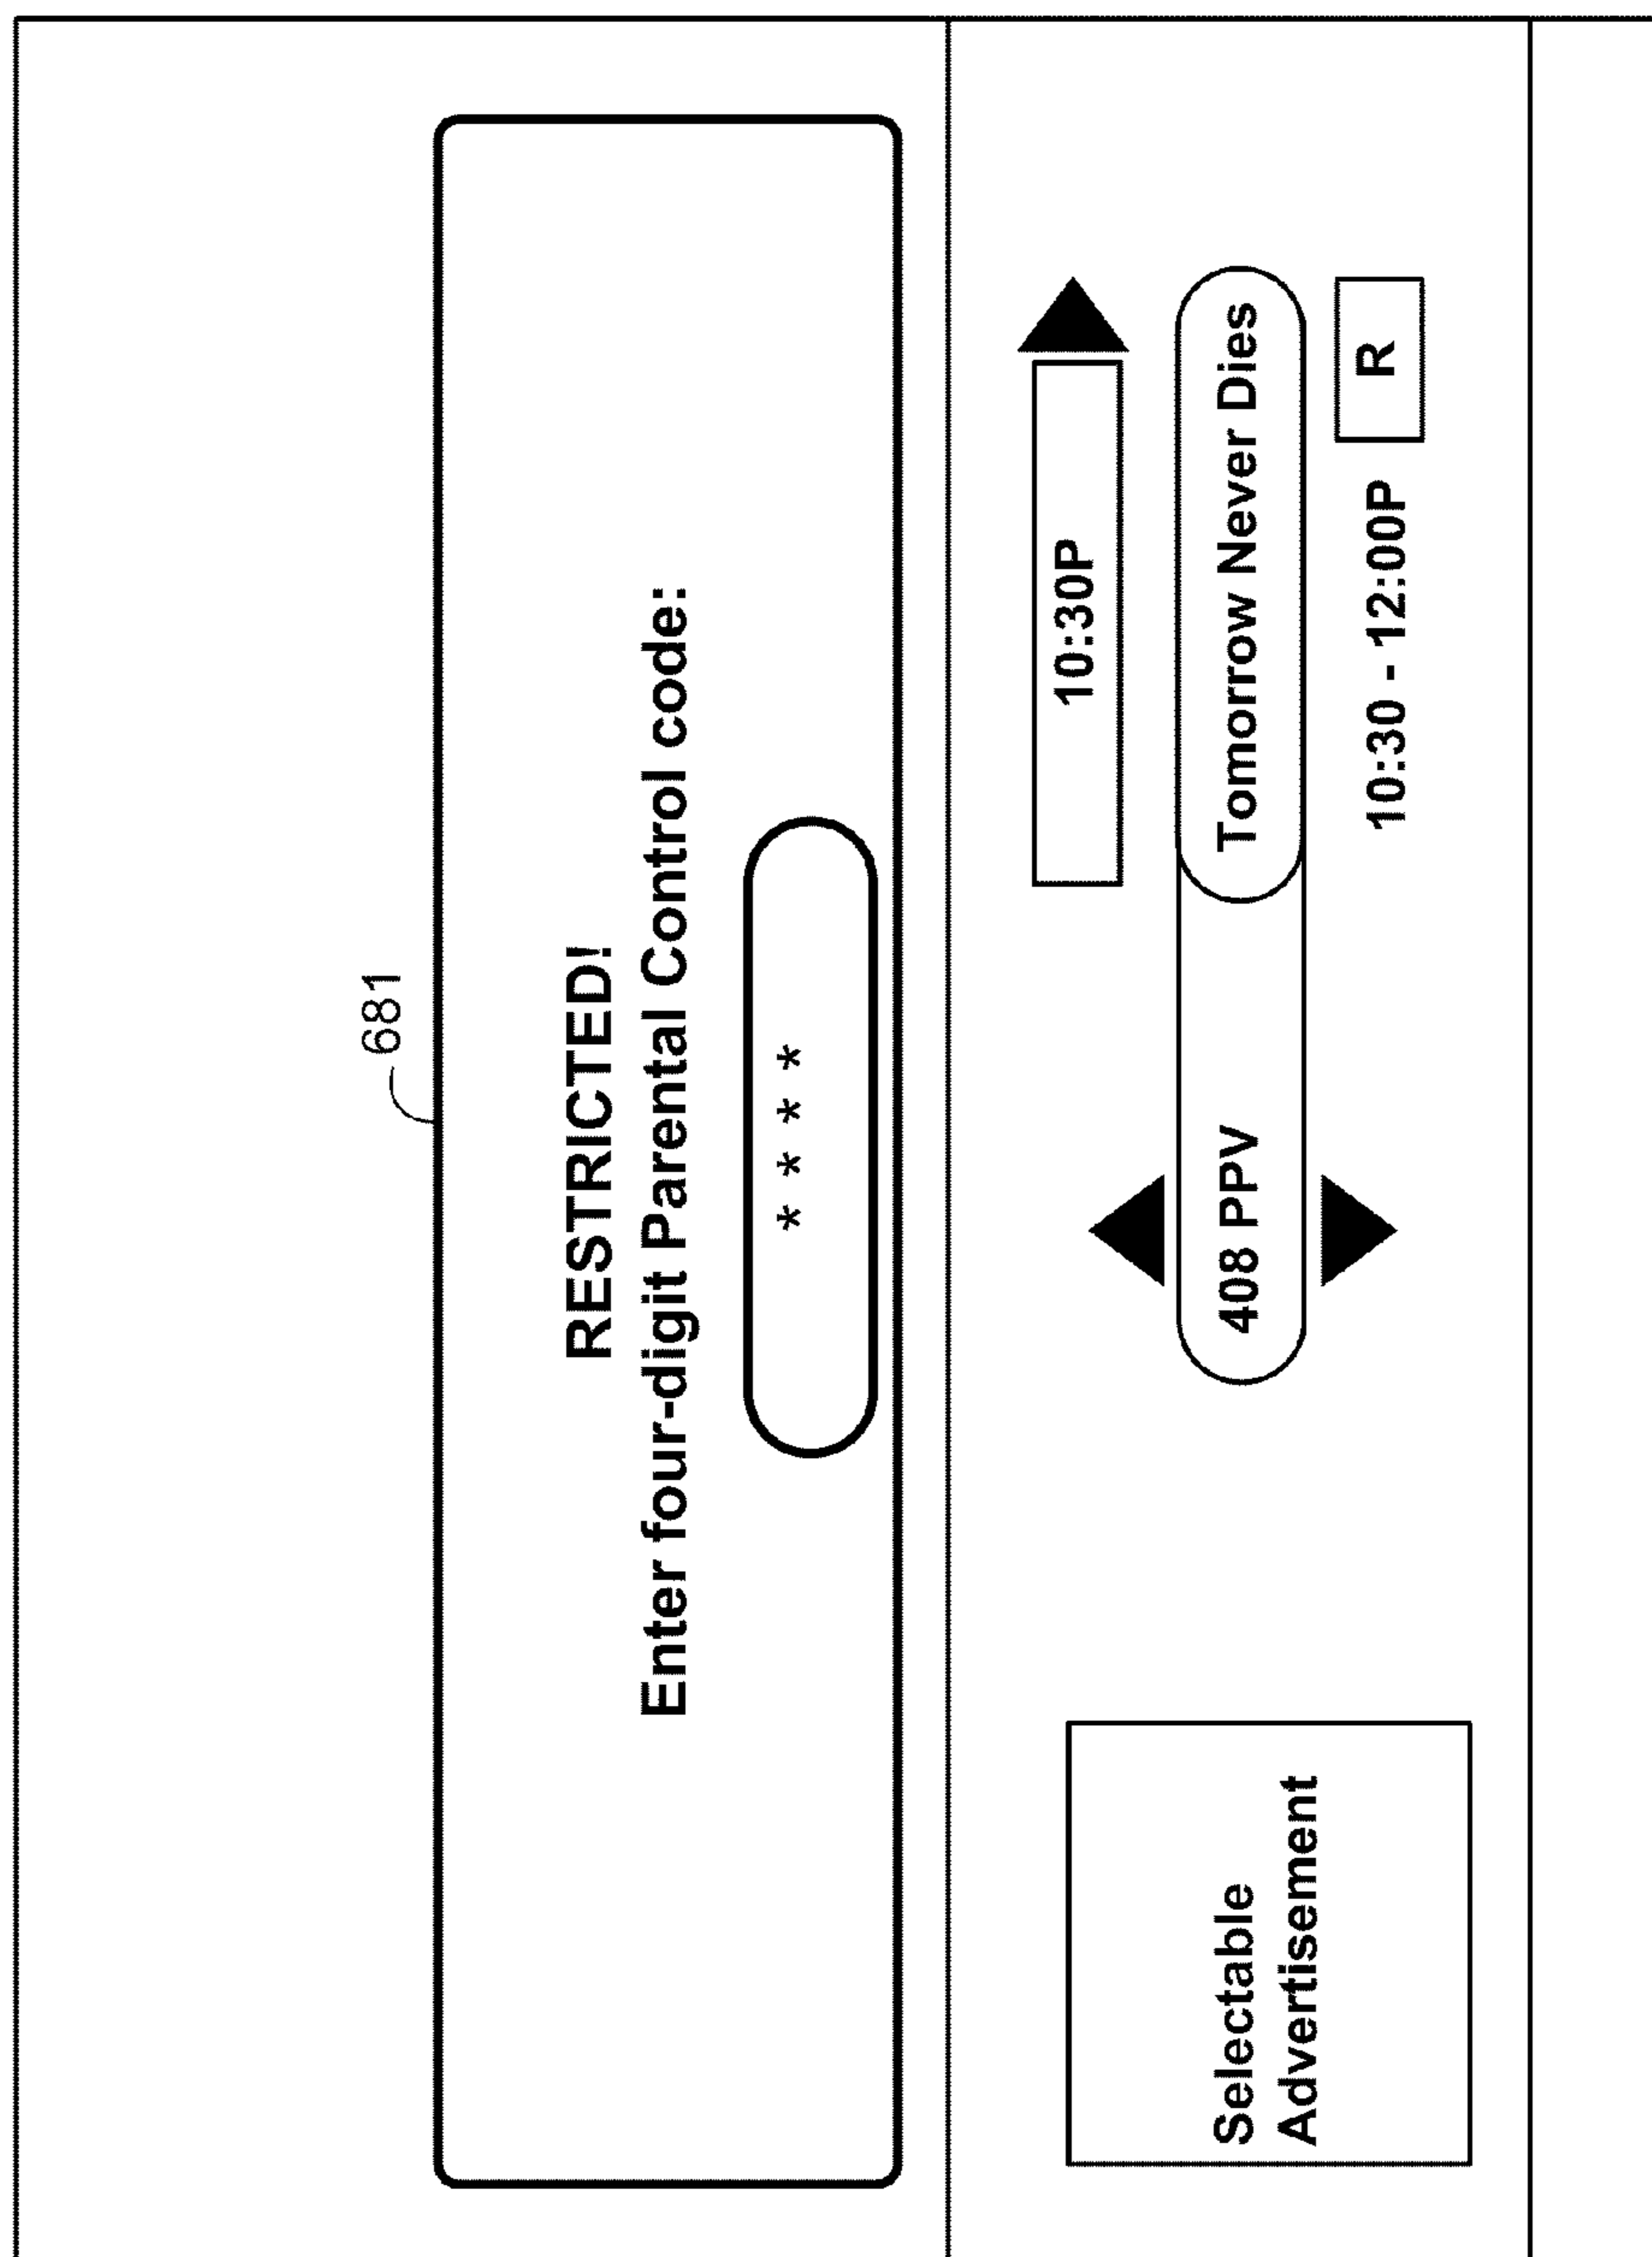 681
RESTRICTED!
Enter four-digit Parental Control code:
* * * *
10:30P
408 PPV Tomorrow Never Dies
10:30 - 12:00P R
Selectable
Advertisement